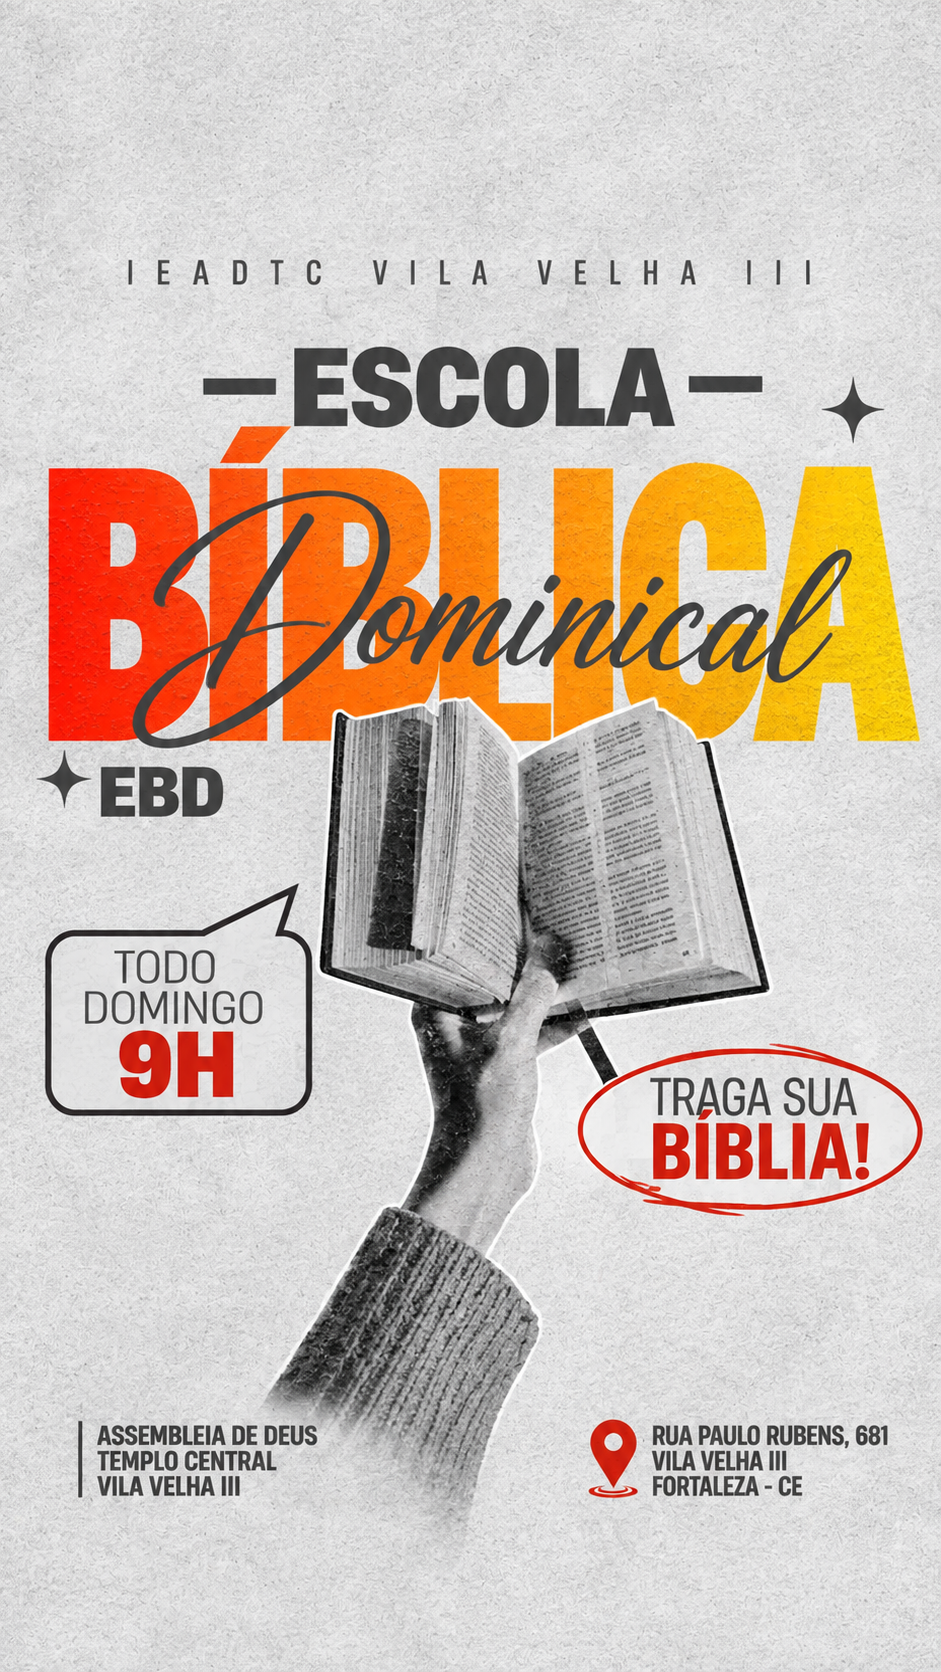 IEADTC VILA VELHA III
ESCOLA
BÍBLICA
Dominical
EBD
TODO
DOMINGO
9H
TRAGA SUA
BÍBLIA!
ASSEMBLEIA DE DEUS
TEMPLO CENTRAL
VILA VELHA III
RUA PAULO RUBENS, 681
VILA VELHA III
FORTALEZA - CE